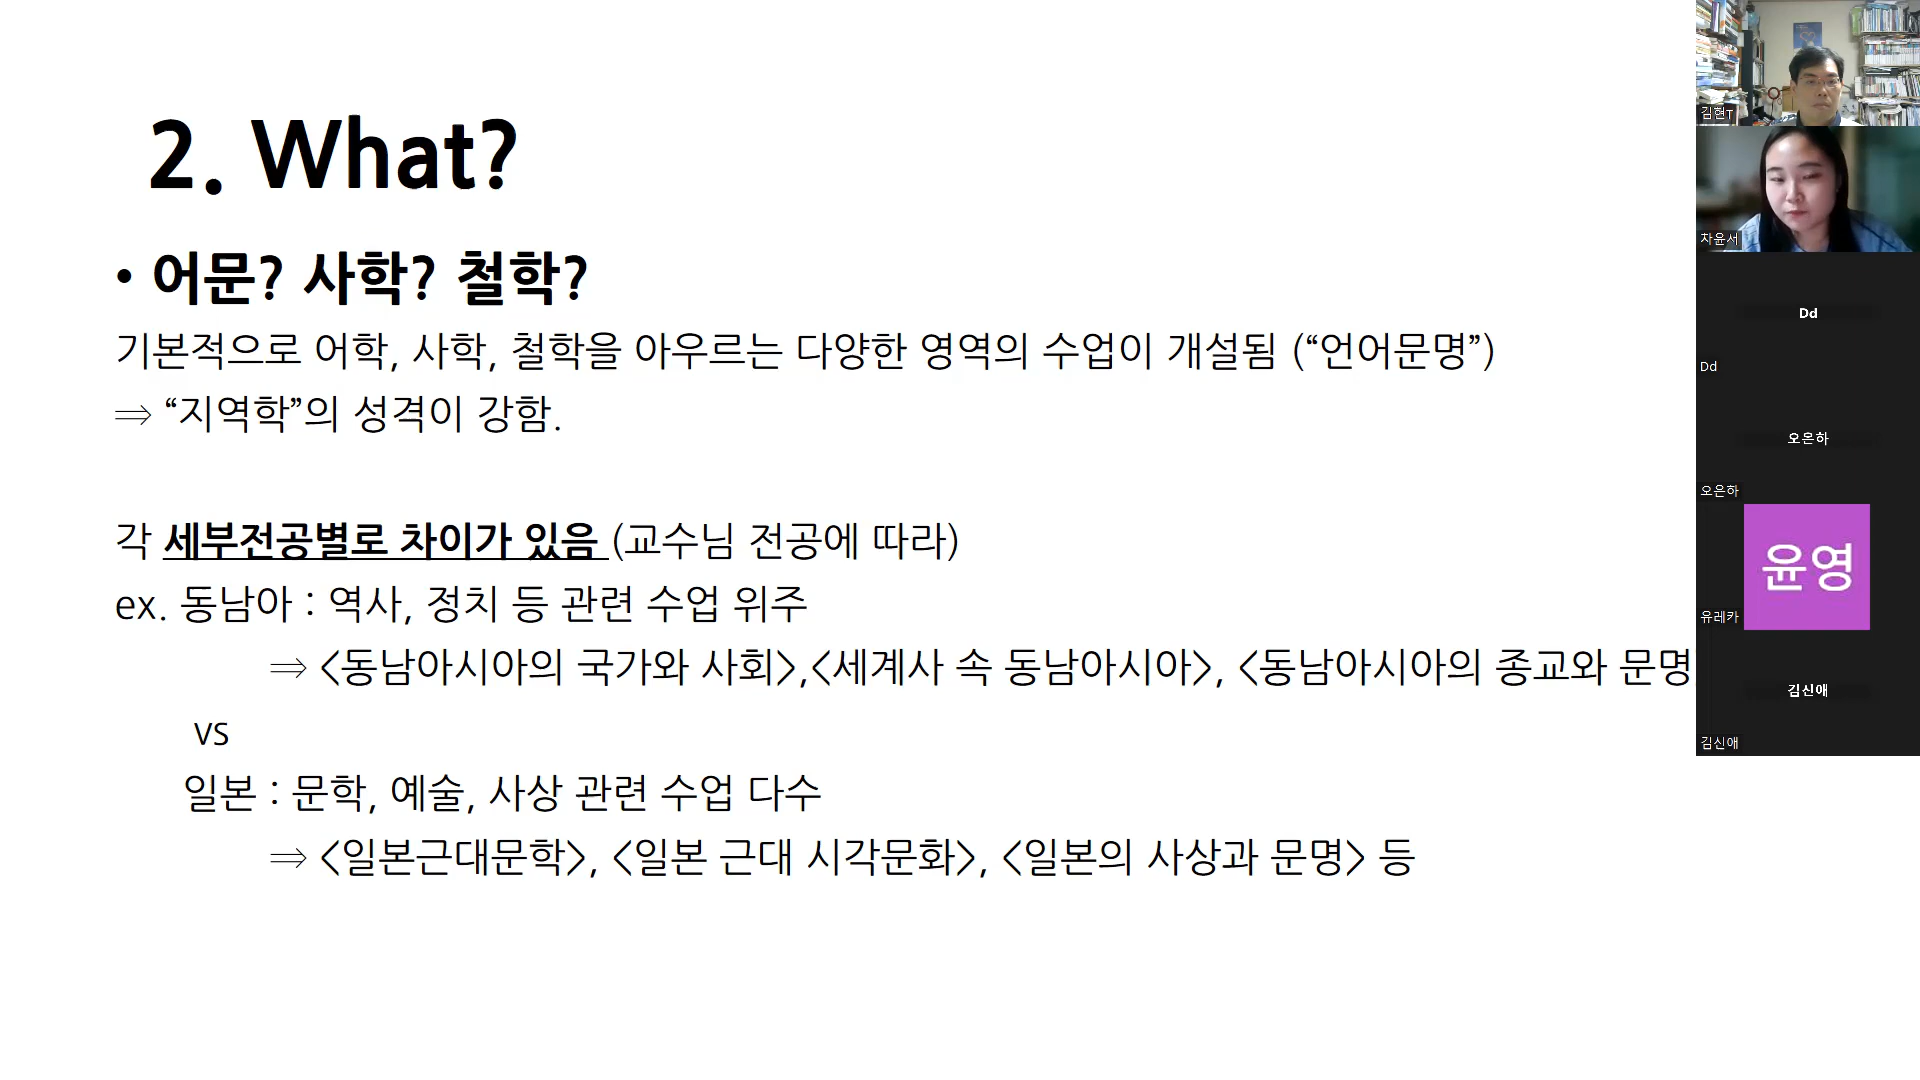 2. What?
• 어문? 사학? 철학?
기본적으로 어학, 사학, 철학을 아우르는 다양한 영역의 수업이 개설됨 (“언어문명”)
⇒ “지역학”의 성격이 강함.
각 세부전공별로 차이가 있음 (교수님 전공에 따라)
ex. 동남아 : 역사, 정치 등 관련 수업 위주
⇒ <동남아시아의 국가와 사회>,<세계사 속 동남아시아>, <동남아시아의 종교와 문명
VS
일본 : 문학, 예술, 사상 관련 수업 다수
⇒ <일본근대문학>, <일본 근대 시각문화>, <일본의 사상과 문명> 등
김현T
차윤서
Dd
Dd
오은하
오은하
윤영
유레카
김신애
김신애